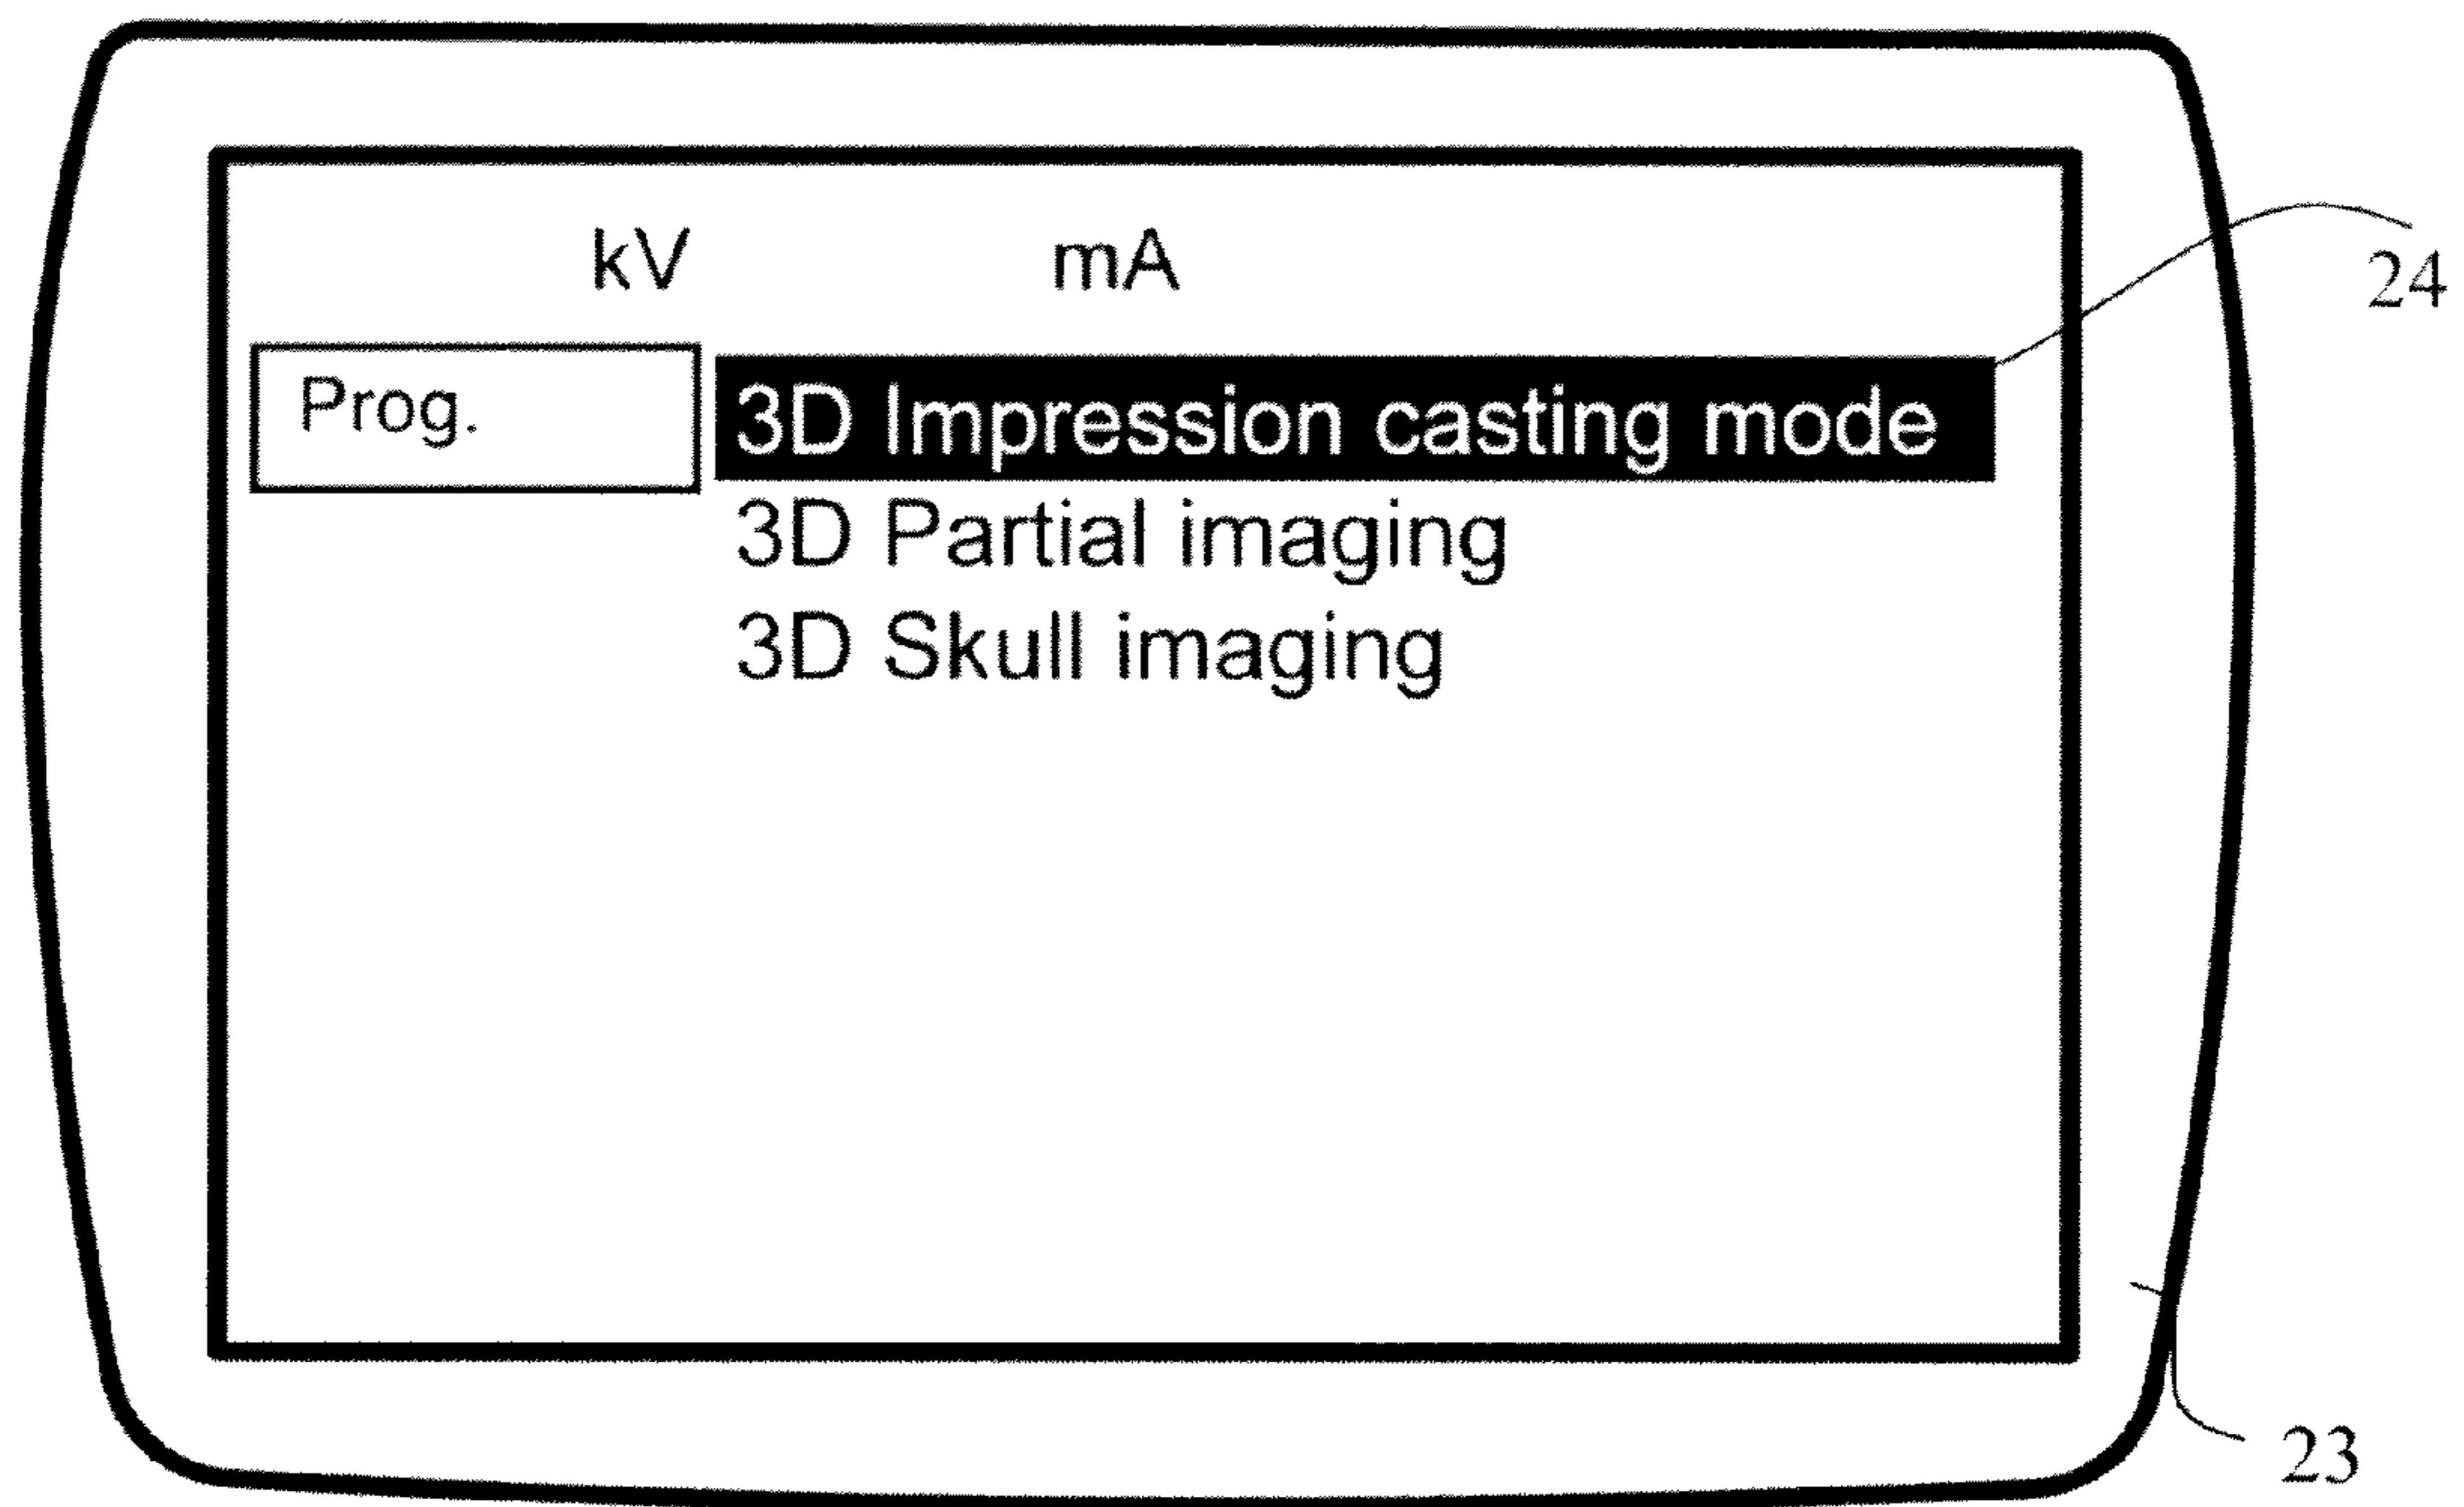 kV mA
24
Prog. 3D Impression casting mode
3D Partial imaging
3D Skull imaging
23